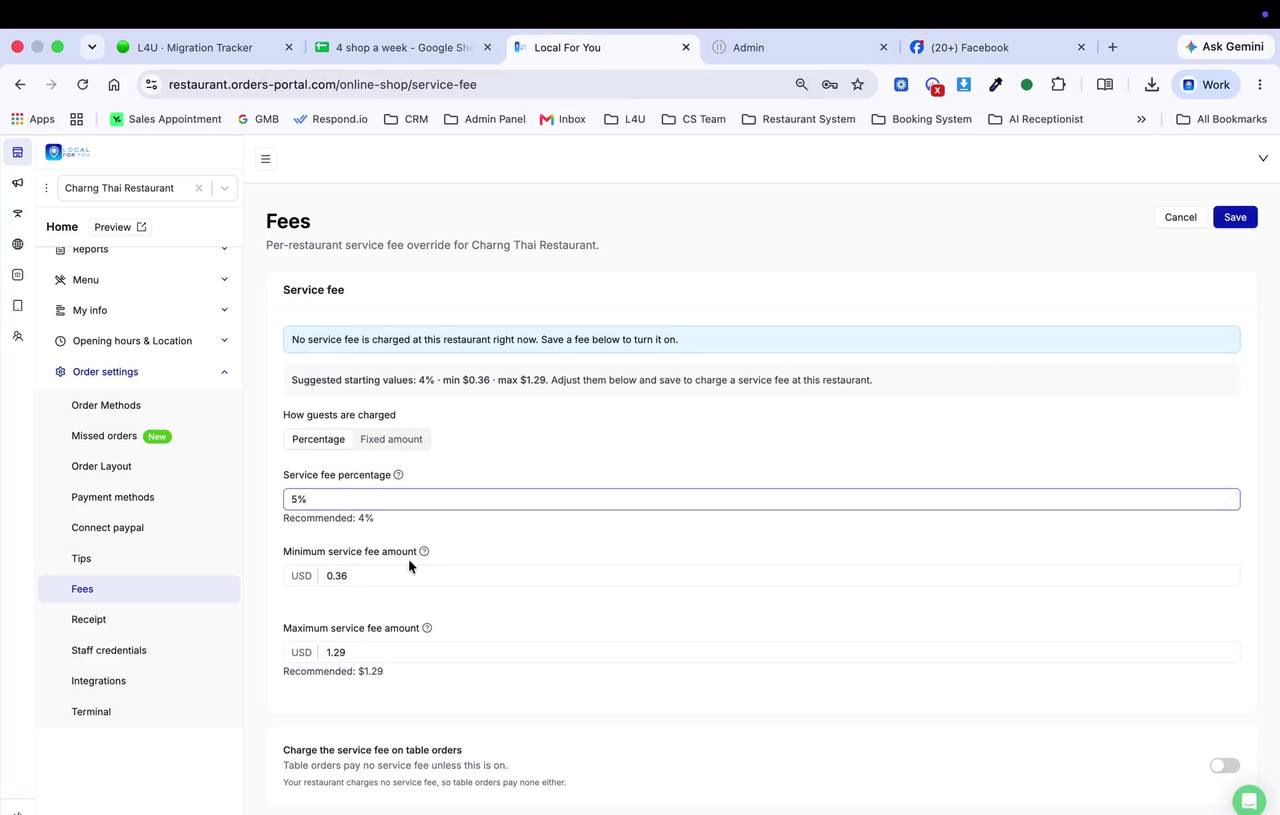 L4U · Migration Tracker
4 shop a week - Google She
Local For You
Admin
(20+) Facebook
Ask Gemini
restaurant.orders-portal.com/online-shop/service-fee
Work
Apps
Sales Appointment
GMB
Respond.io
CRM
Admin Panel
Inbox
L4U
CS Team
Restaurant System
Booking System
AI Receptionist
All Bookmarks
LOCAL
FOR YOU
Charng Thai Restaurant
Home
Preview
Reports
Menu
My info
Opening hours & Location
Order settings
Order Methods
Missed orders New
Order Layout
Payment methods
Connect paypal
Tips
Fees
Receipt
Staff credentials
Integrations
Terminal
Fees
Cancel
Save
Per-restaurant service fee override for Charng Thai Restaurant.
Service fee
No service fee is charged at this restaurant right now. Save a fee below to turn it on.
Suggested starting values: 4% · min $0.36 · max $1.29. Adjust them below and save to charge a service fee at this restaurant.
How guests are charged
Percentage Fixed amount
Service fee percentage
5%
Recommended: 4%
Minimum service fee amount
USD 0.36
Maximum service fee amount
USD 1.29
Recommended: $1.29
Charge the service fee on table orders
Table orders pay no service fee unless this is on.
Your restaurant charges no service fee, so table orders pay none either.